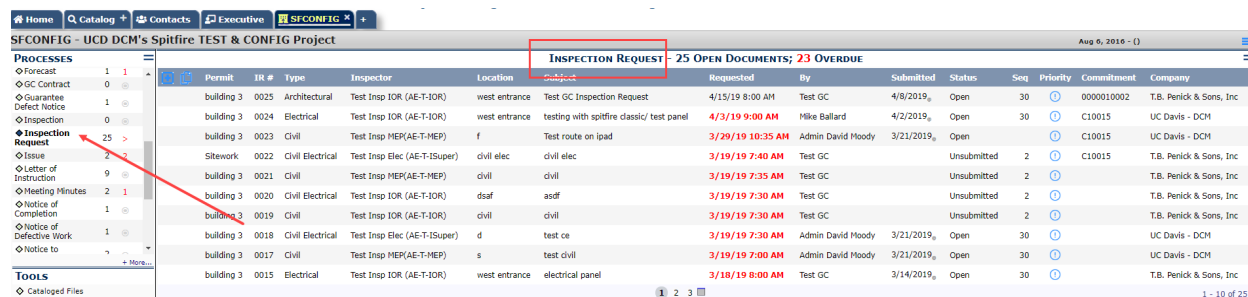 Home Catalog + Contacts Executive SFCONFIG × +
SFCONFIG - UCD DCM's Spitfire TEST & CONFIG Project Aug 6, 2016 - ()
PROCESSES
Forecast 1 1
GC Contract 0
Guarantee
Defect Notice 1
Inspection 0
Inspection
Request 25 >
Issue 2 2
Letter of
Instruction 9
Meeting Minutes 2 1
Notice of
Completion 1
Notice of
Defective Work 1
Notice to
+ More...
TOOLS
Cataloged Files
INSPECTION REQUEST - 25 OPEN DOCUMENTS; 23 OVERDUE
Permit IR # Type Inspector Location Subject Requested By Submitted Status Seq Priority Commitment Company
building 3 0025 Architectural Test Insp IOR (AE-T-IOR) west entrance Test GC Inspection Request 4/15/19 8:00 AM Test GC 4/8/2019 Open 30 0000010002 T.B. Penick & Sons, Inc
building 3 0024 Electrical Test Insp IOR (AE-T-IOR) west entrance testing with spitfire classic/ test panel 4/3/19 9:00 AM Mike Ballard 4/2/2019 Open 30 C10015 UC Davis - DCM
building 3 0023 Civil Test Insp MEP(AE-T-MEP) f Test route on ipad 3/29/19 10:35 AM Admin David Moody 3/21/2019 Open C10015 UC Davis - DCM
Sitework 0022 Civil Electrical Test Insp Elec (AE-T-ISuper) civil elec civil elec 3/19/19 7:40 AM Test GC Unsubmitted 2 C10015 T.B. Penick & Sons, Inc
building 3 0021 Civil Test Insp MEP(AE-T-MEP) civil civil 3/19/19 7:35 AM Test GC Unsubmitted 2 T.B. Penick & Sons, Inc
building 3 0020 Civil Electrical Test Insp IOR (AE-T-IOR) dsaf asdf 3/19/19 7:30 AM Test GC Unsubmitted 2 T.B. Penick & Sons, Inc
building 3 0019 Civil Test Insp IOR (AE-T-IOR) civil civil 3/19/19 7:30 AM Test GC Unsubmitted 2 T.B. Penick & Sons, Inc
building 3 0018 Civil Electrical Test Insp Elec (AE-T-ISuper) d test ce 3/19/19 7:30 AM Admin David Moody 3/21/2019 Open 30 UC Davis - DCM
building 3 0017 Civil Test Insp MEP(AE-T-MEP) s test divil 3/19/19 7:00 AM Admin David Moody 3/21/2019 Open 30 UC Davis - DCM
building 3 0015 Electrical Test Insp IOR (AE-T-IOR) west entrance electrical panel 3/18/19 8:00 AM Test GC 3/14/2019 Open 30 T.B. Penick & Sons, Inc
1 2 3 1 - 10 of 25